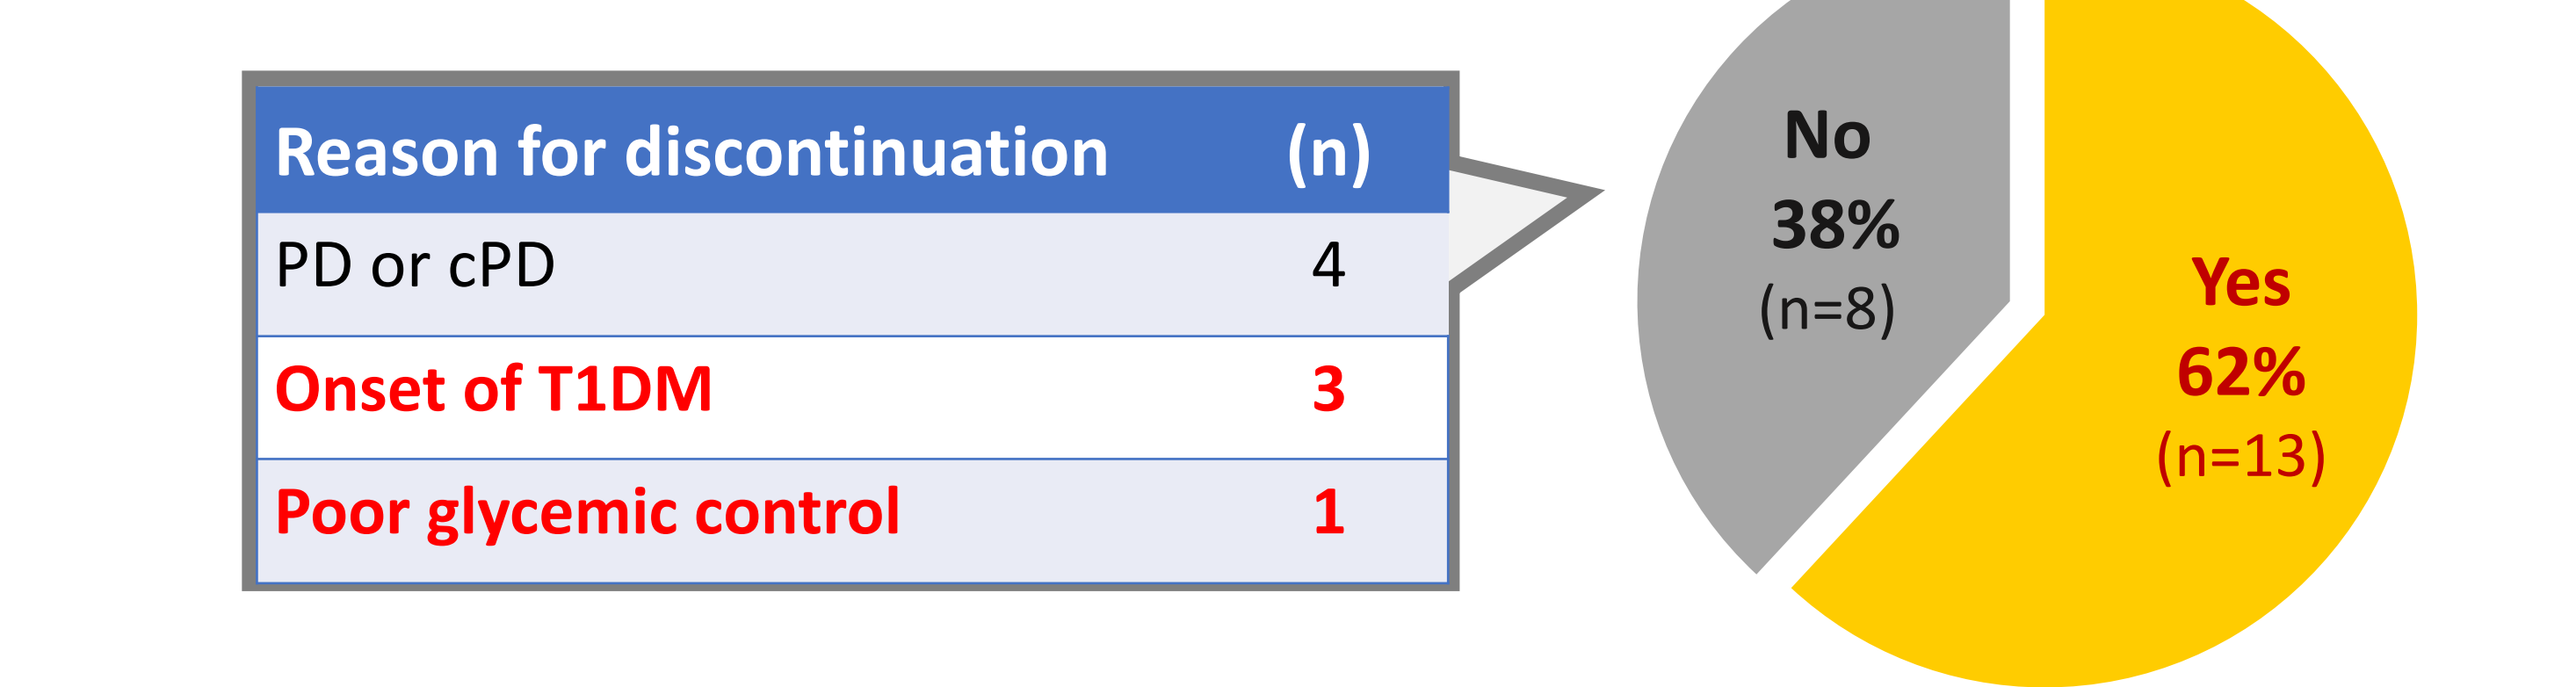 Reason for discontinuation (n)
PD or cPD 4
Onset of T1DM 3
Poor glycemic control 1
No
38%
(n=8)
Yes
62%
(n=13)